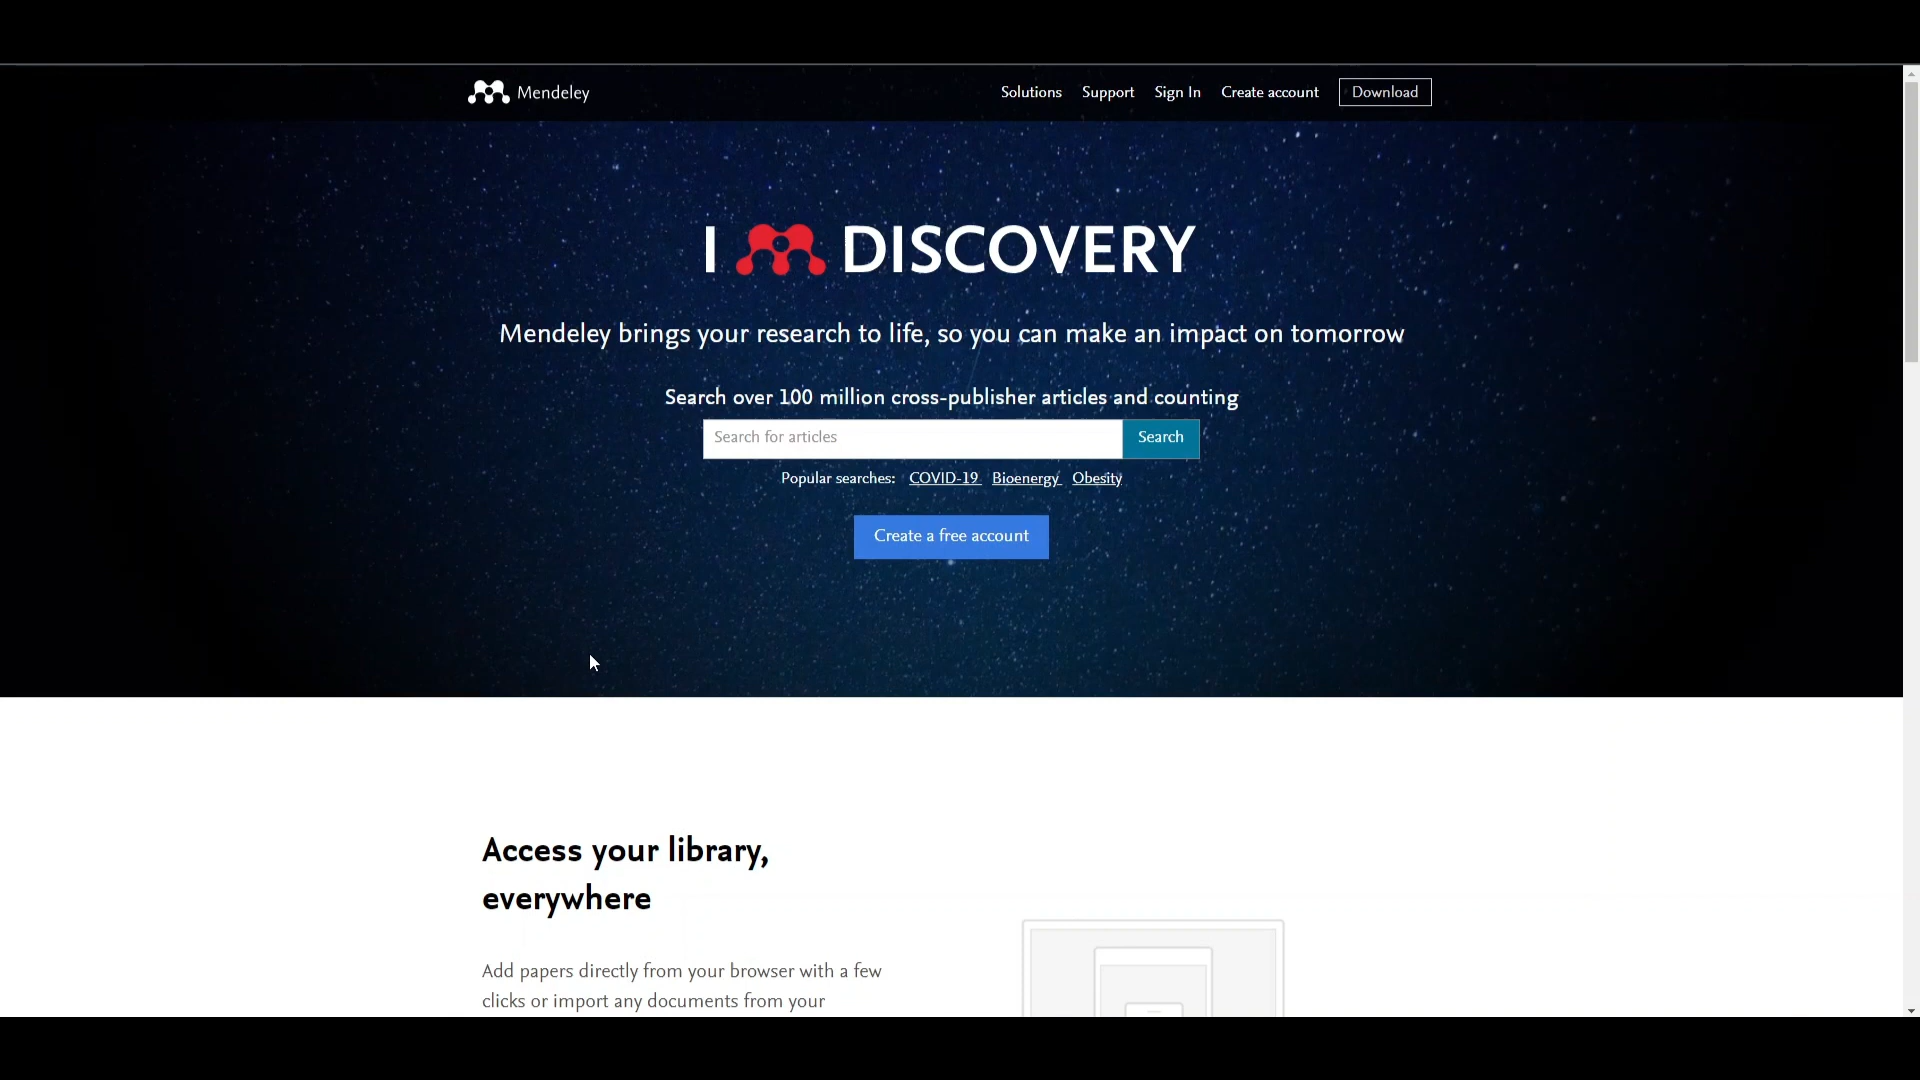 Mendeley
Solutions Support Sign In Create account Download
I DISCOVERY
Mendeley brings your research to life, so you can make an impact on tomorrow
Search over 100 million cross-publisher articles and counting
Search for articles Search
Popular searches: COVID-19 Bioenergy Obesity
Create a free account
Access your library,
everywhere
Add papers directly from your browser with a few
clicks or import any documents from your